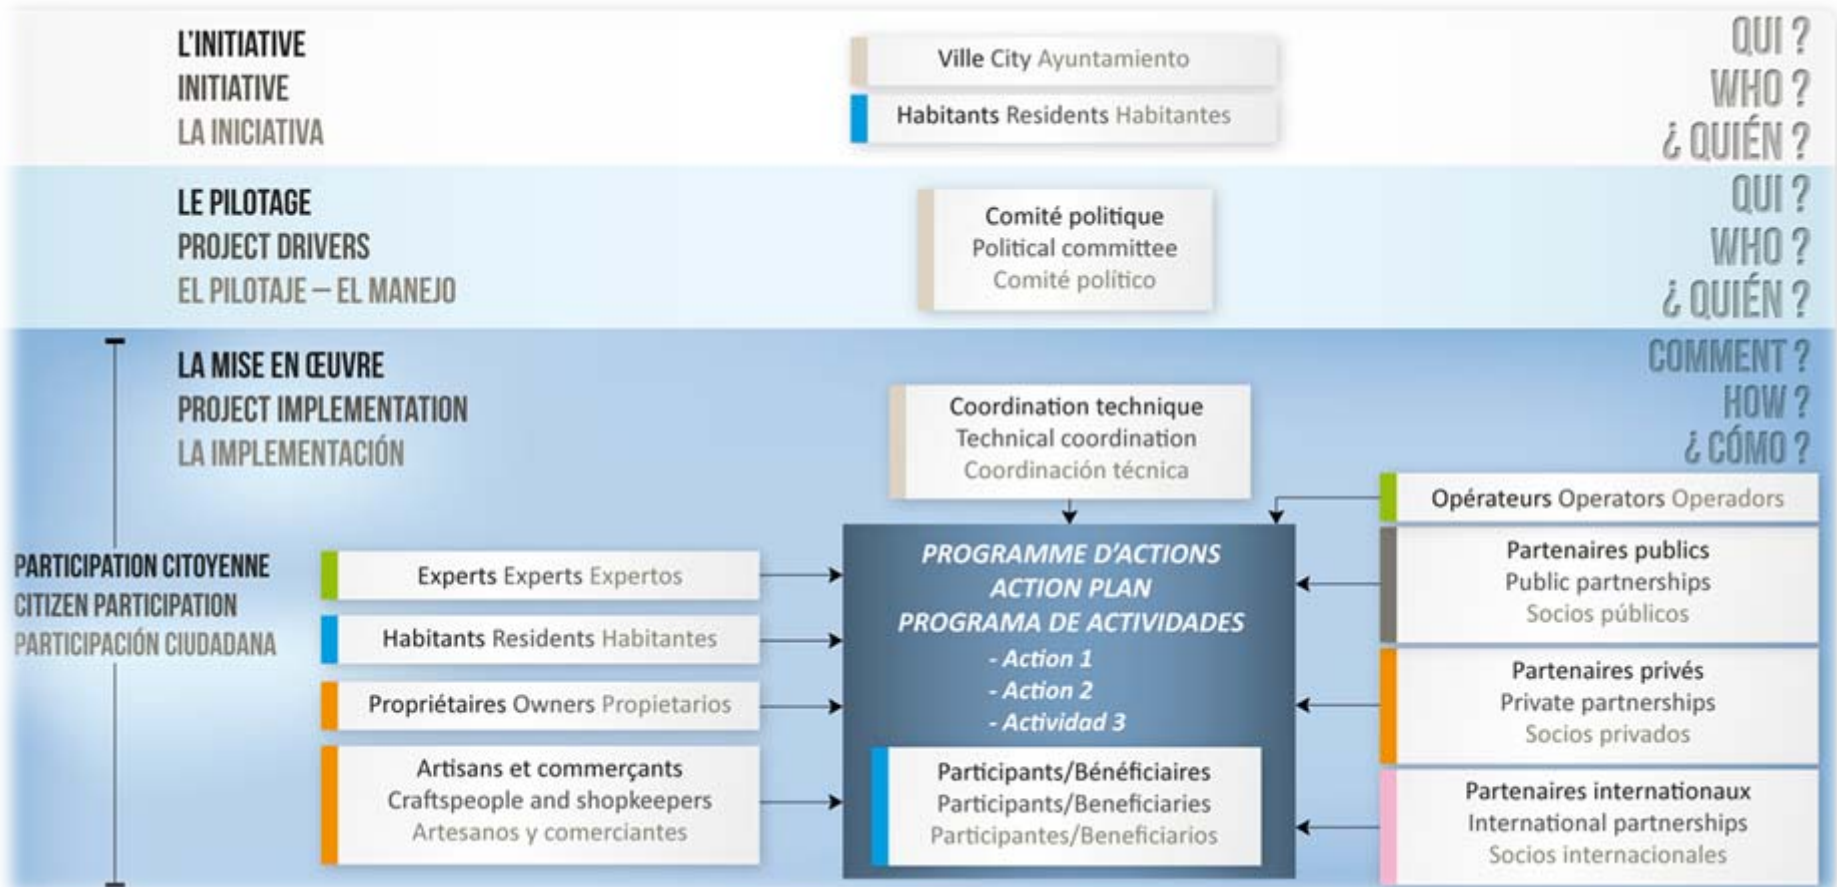 L'INITIATIVE
INITIATIVE
LA INICIATIVA
Ville City Ayuntamiento
Habitants Residents Habitantes
QUI ?
WHO ?
¿ QUIÉN ?
LE PILOTAGE
PROJECT DRIVERS
EL PILOTAJE – EL MANEJO
Comité politique
Political committee
Comité político
QUI ?
WHO ?
¿ QUIÉN ?
LA MISE EN ŒUVRE
PROJECT IMPLEMENTATION
LA IMPLEMENTACIÓN
COMMENT ?
HOW ?
¿ CÓMO ?
Coordination technique
Technical coordination
Coordinación técnica
PARTICIPATION CITOYENNE
CITIZEN PARTICIPATION
PARTICIPACIÓN CIUDADANA
Experts Experts Expertos
Habitants Residents Habitantes
Propriétaires Owners Propietarios
Artisans et commerçants
Craftspeople and shopkeepers
Artesanos y comerciantes
PROGRAMME D'ACTIONS
ACTION PLAN
PROGRAMA DE ACTIVIDADES
- Action 1
- Action 2
- Actividad 3
Participants/Bénéficiaires
Participants/Beneficiaries
Participantes/Beneficiarios
Opérateurs Operators Operadors
Partenaires publics
Public partnerships
Socios públicos
Partenaires privés
Private partnerships
Socios privados
Partenaires internationaux
International partnerships
Socios internacionales